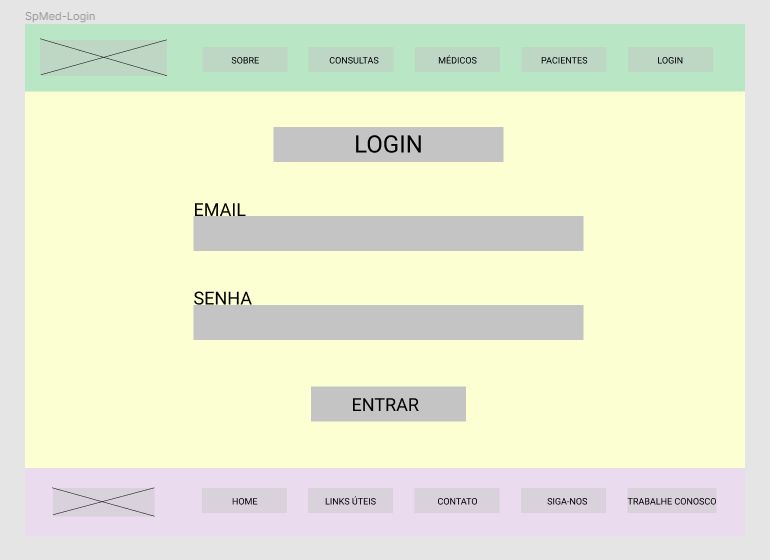 SpMed-Login
SOBRE
CONSULTAS
MÉDICOS
PACIENTES
LOGIN
LOGIN
EMAIL
SENHA
ENTRAR
HOME
LINKS ÚTEIS
CONTATO
SIGA-NOS
TRABALHE CONOSCO